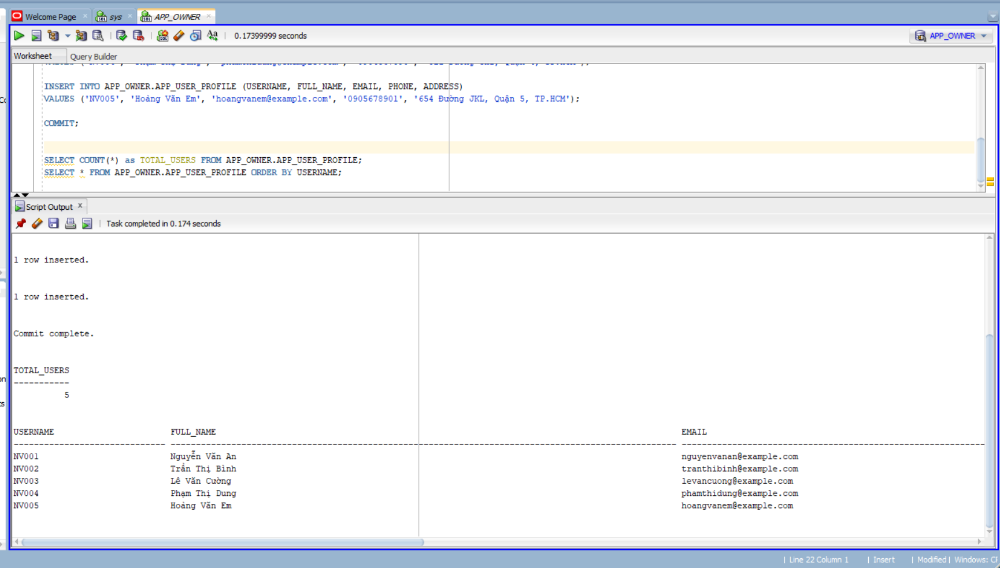 Welcome Page
sys
APP_OWNER
0.17399999 seconds
APP_OWNER
Worksheet
Query Builder
INSERT INTO APP_OWNER.APP_USER_PROFILE (USERNAME, FULL_NAME, EMAIL, PHONE, ADDRESS)
VALUES ('NV005', 'Hoàng Văn Em', 'hoangvanem@example.com', '0905678901', '654 Đường JKL, Quận 5, TP.HCM');
COMMIT;
SELECT COUNT(*) as TOTAL_USERS FROM APP_OWNER.APP_USER_PROFILE;
SELECT * FROM APP_OWNER.APP_USER_PROFILE ORDER BY USERNAME;
Script Output
Task completed in 0.174 seconds
1 row inserted.
1 row inserted.
Commit complete.
TOTAL_USERS
-----------
5
USERNAME FULL_NAME EMAIL
NV001 Nguyễn Văn An nguyenvanan@example.com
NV002 Trần Thị Bình tranthibinh@example.com
NV003 Lê Văn Cường levancuong@example.com
NV004 Phạm Thị Dung phamthidung@example.com
NV005 Hoàng Văn Em hoangvanem@example.com
| Line 22 Column 1 | Insert | Modified | Windows: